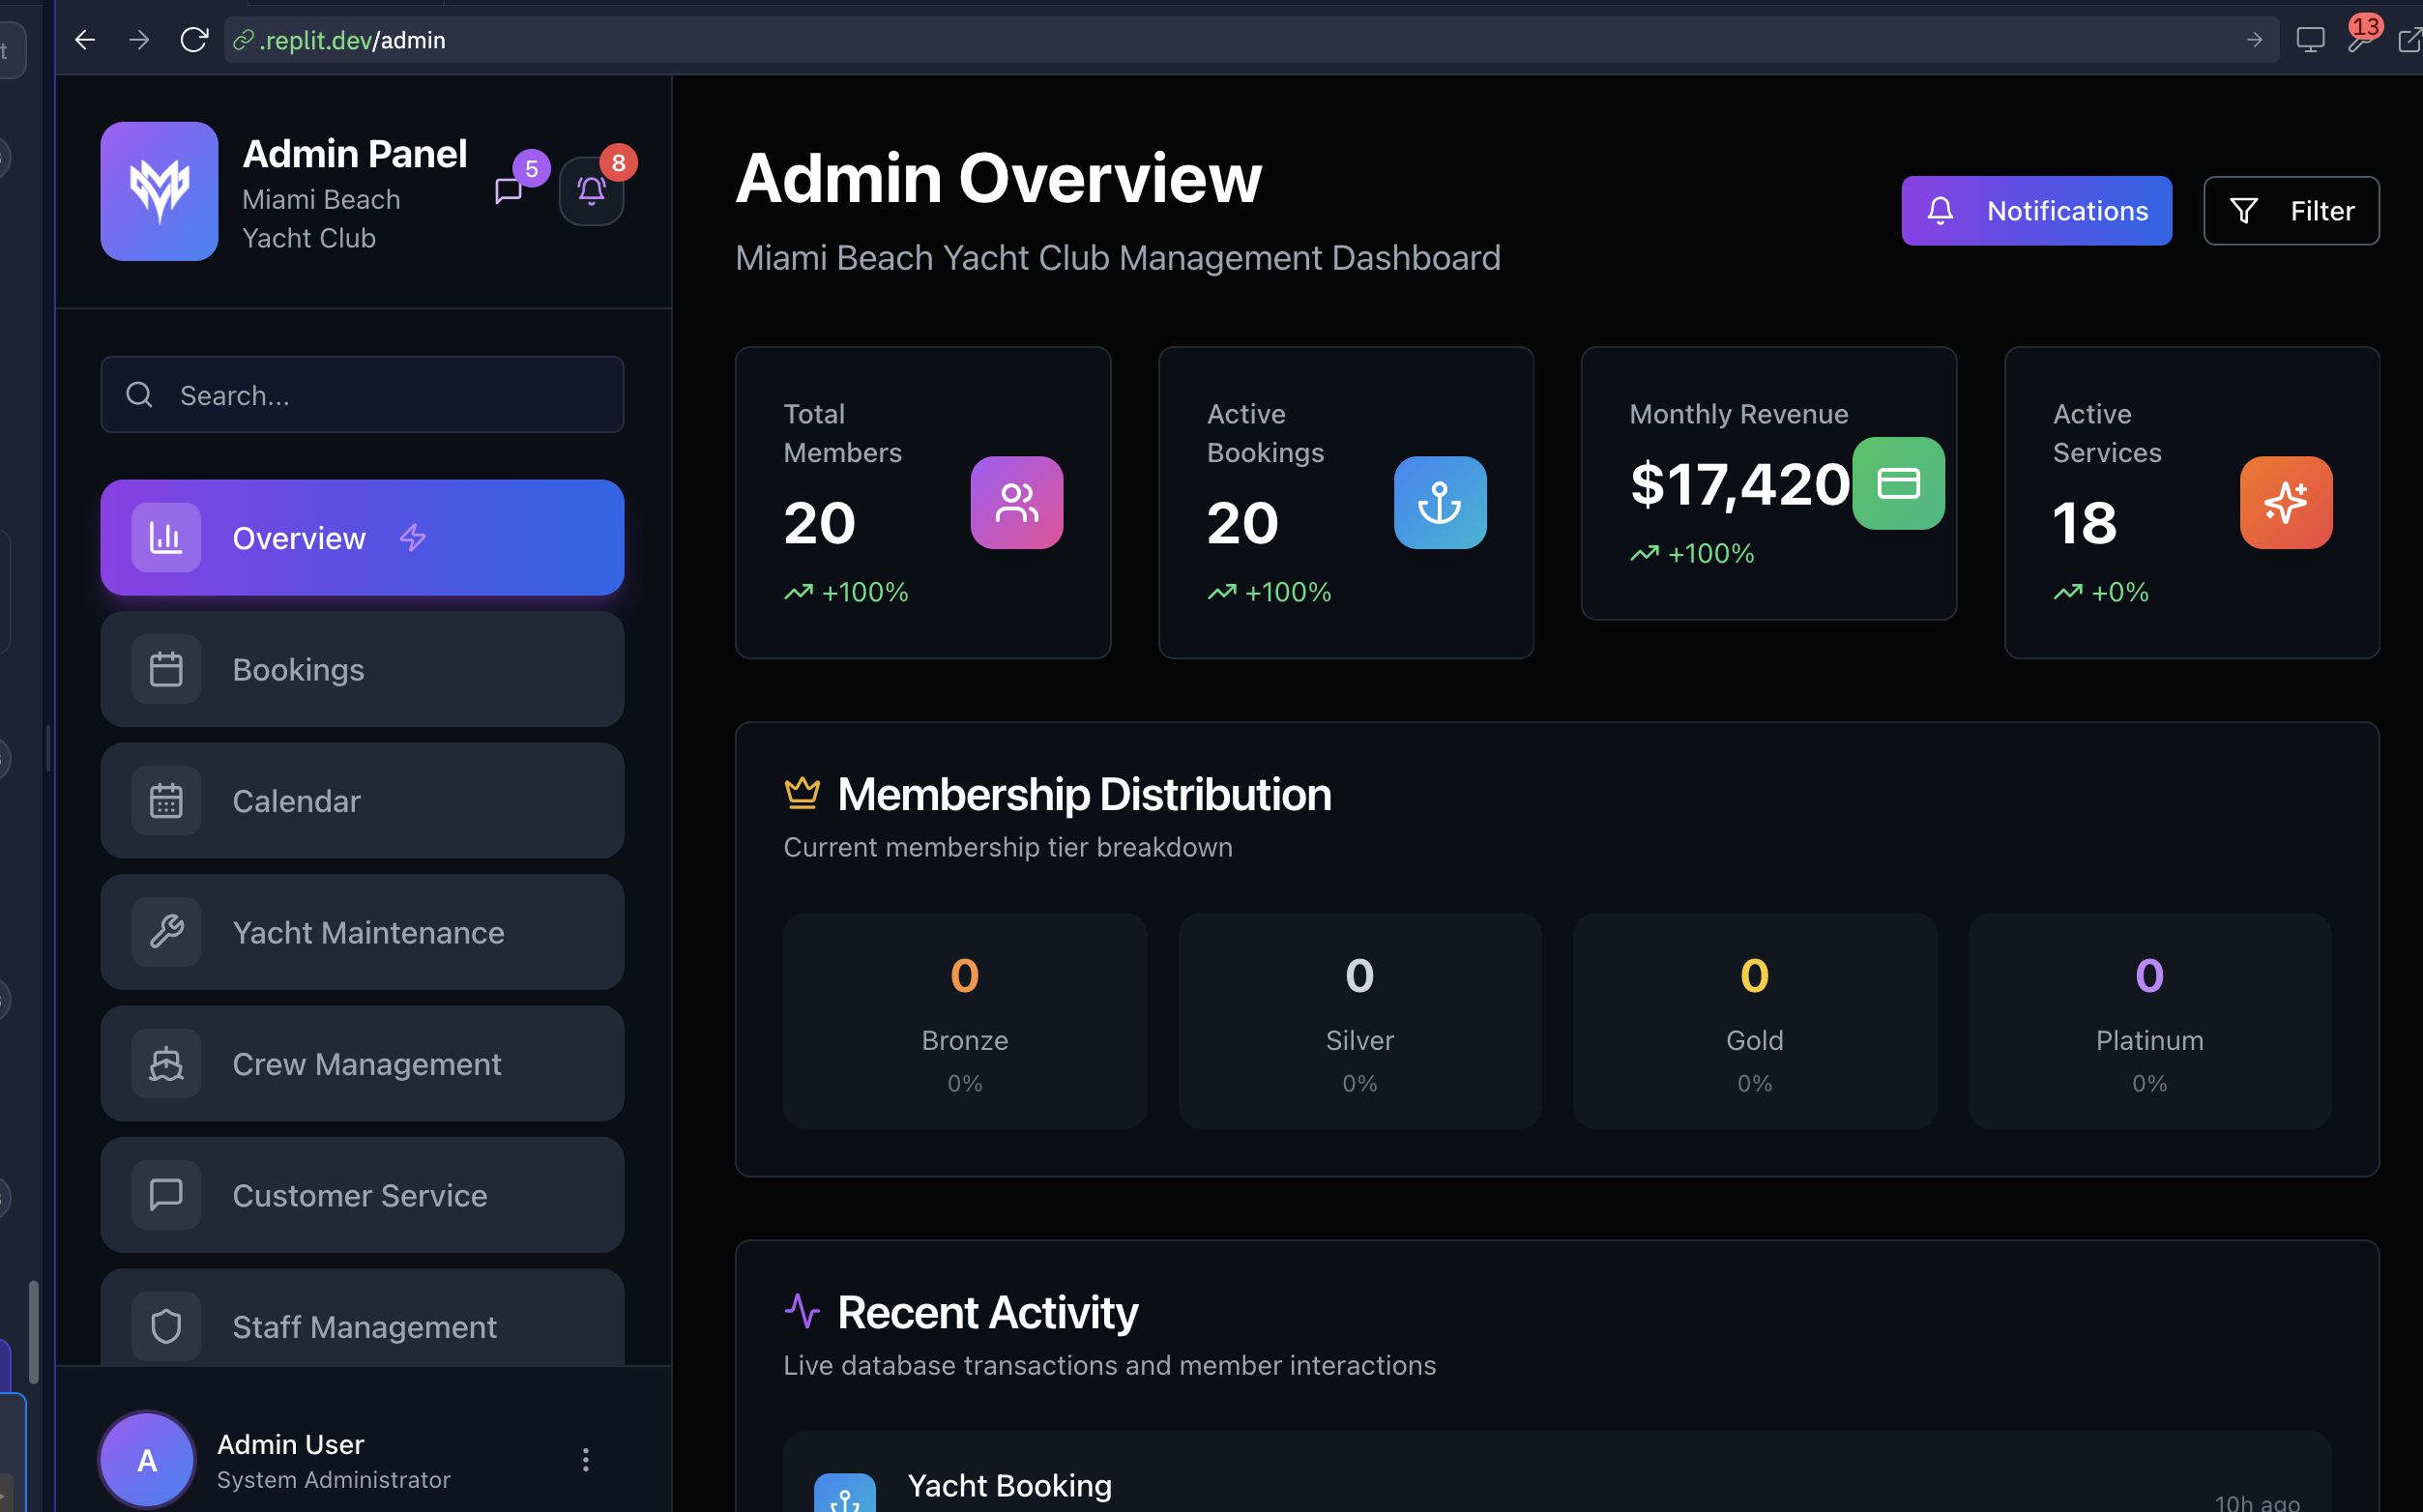 .replit.dev/admin
13
Admin Panel
Miami Beach
Yacht Club
5
8
Search...
Overview
Bookings
Calendar
Yacht Maintenance
Crew Management
Customer Service
Staff Management
A
Admin User
System Administrator
Admin Overview
Miami Beach Yacht Club Management Dashboard
Notifications
Filter
Total
Members
20
+100%
Active
Bookings
20
+100%
Monthly Revenue
$17,420
+100%
Active
Services
18
+0%
Membership Distribution
Current membership tier breakdown
0
Bronze
0%
0
Silver
0%
0
Gold
0%
0
Platinum
0%
Recent Activity
Live database transactions and member interactions
Yacht Booking
10h ago